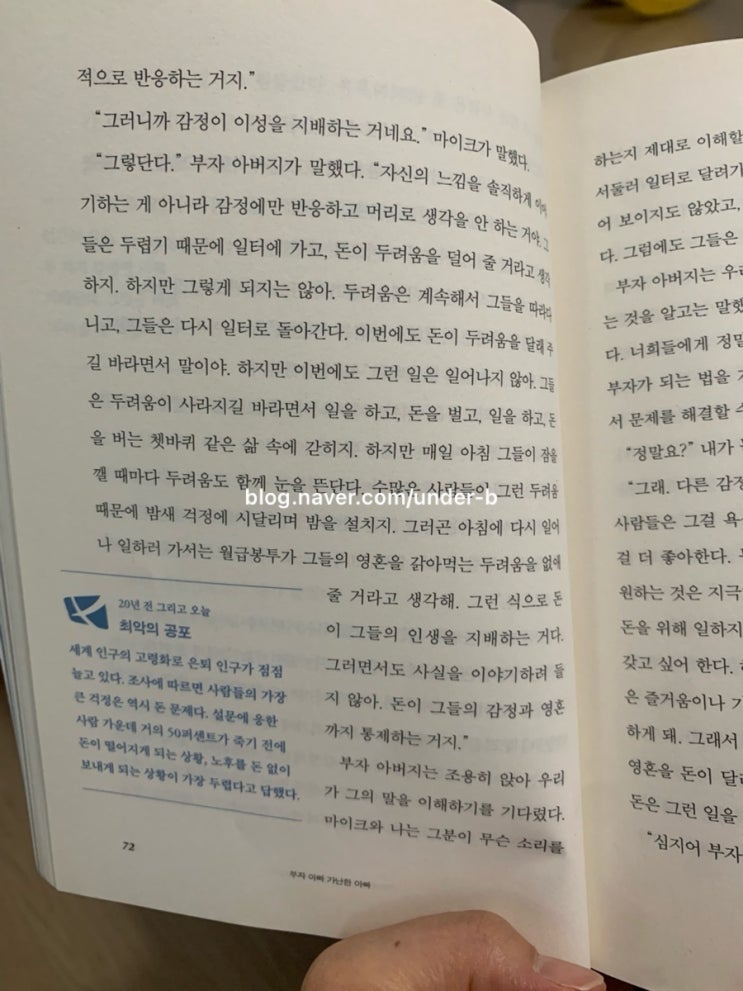 적으로 반응하는 거지.”
“그러니까 감정이 이성을 지배하는 거네요.” 마이크가 말했다.
“그렇단다.” 부자 아버지가 말했다. “자신의 느낌을 솔직하게
기하는 게 아니라 감정에만 반응하고 머리로 생각을 안 하는 거야. 그
들은 두렵기 때문에 일터에 가고, 돈이 두려움을 덜어 줄 거라고 생각
하지. 하지만 그렇게 되지는 않아. 두려움은 계속해서 그들을 따라다
니고, 그들은 다시 일터로 돌아간다. 이번에도 돈이 두려움을 달래 주
길 바라면서 말이야. 하지만 이번에도 그런 일은 일어나지 않아. 그들
은 두려움이 사라지길 바라면서 일을 하고, 돈을 벌고, 일을 하고, 돈
을 버는 쳇바퀴 같은 삶 속에 갇히지. 하지만 매일 아침 그들이 잠을
깰 때마다 두려움도 함께 눈을 뜬단다. 수많은 사람들이 그런 두려움
blog.naver.com/under-b
때문에 밤새 걱정에 시달리며 밤을 설치지. 그러곤 아침에 다시 일어
나 일하러 가서는 월급봉투가 그들의 영혼을 갉아먹는 두려움을 없애
줄 거라고 생각해. 그런 식으로 돈
이 그들의 인생을 지배하는 거다.
그러면서도 사실을 이야기하려 들
지 않아. 돈이 그들의 감정과 영혼
까지 통제하는 거지.”
부자 아버지는 조용히 앉아 우리
가 그의 말을 이해하기를 기다렸다.
마이크와 나는 그분이 무슨 소리를
20년 전 그리고 오늘
최악의 공포
세계 인구의 고령화로 은퇴 인구가 점점
늘고 있다. 조사에 따르면 사람들의 가장
큰 걱정은 역시 돈 문제다. 설문에 응한
사람 가운데 거의 50퍼센트가 죽기 전에
돈이 떨어지게 되는 상황, 노후를 돈 없이
보내게 되는 상황이 가장 두렵다고 답했다.
72
부자 아빠 가난한 아빠
하는지 제대로 이해할
서둘러 일터로 달려가
어 보이지도 않았고,
다. 그럼에도 그들은
부자 아버지는 우리
는 것을 알고는 말했
다. 너희들에게 정말
부자가 되는 법을
서 문제를 해결할
“정말요?” 내가
“그래. 다른 감정
사람들은 그걸 욕
걸 더 좋아한다.
원하는 것은 지극
돈을 위해 일하지
갖고 싶어 한다.
은 즐거움이나
하게 돼. 그래서
영혼을 돈이 달
돈은 그런 일을
“심지어 부자